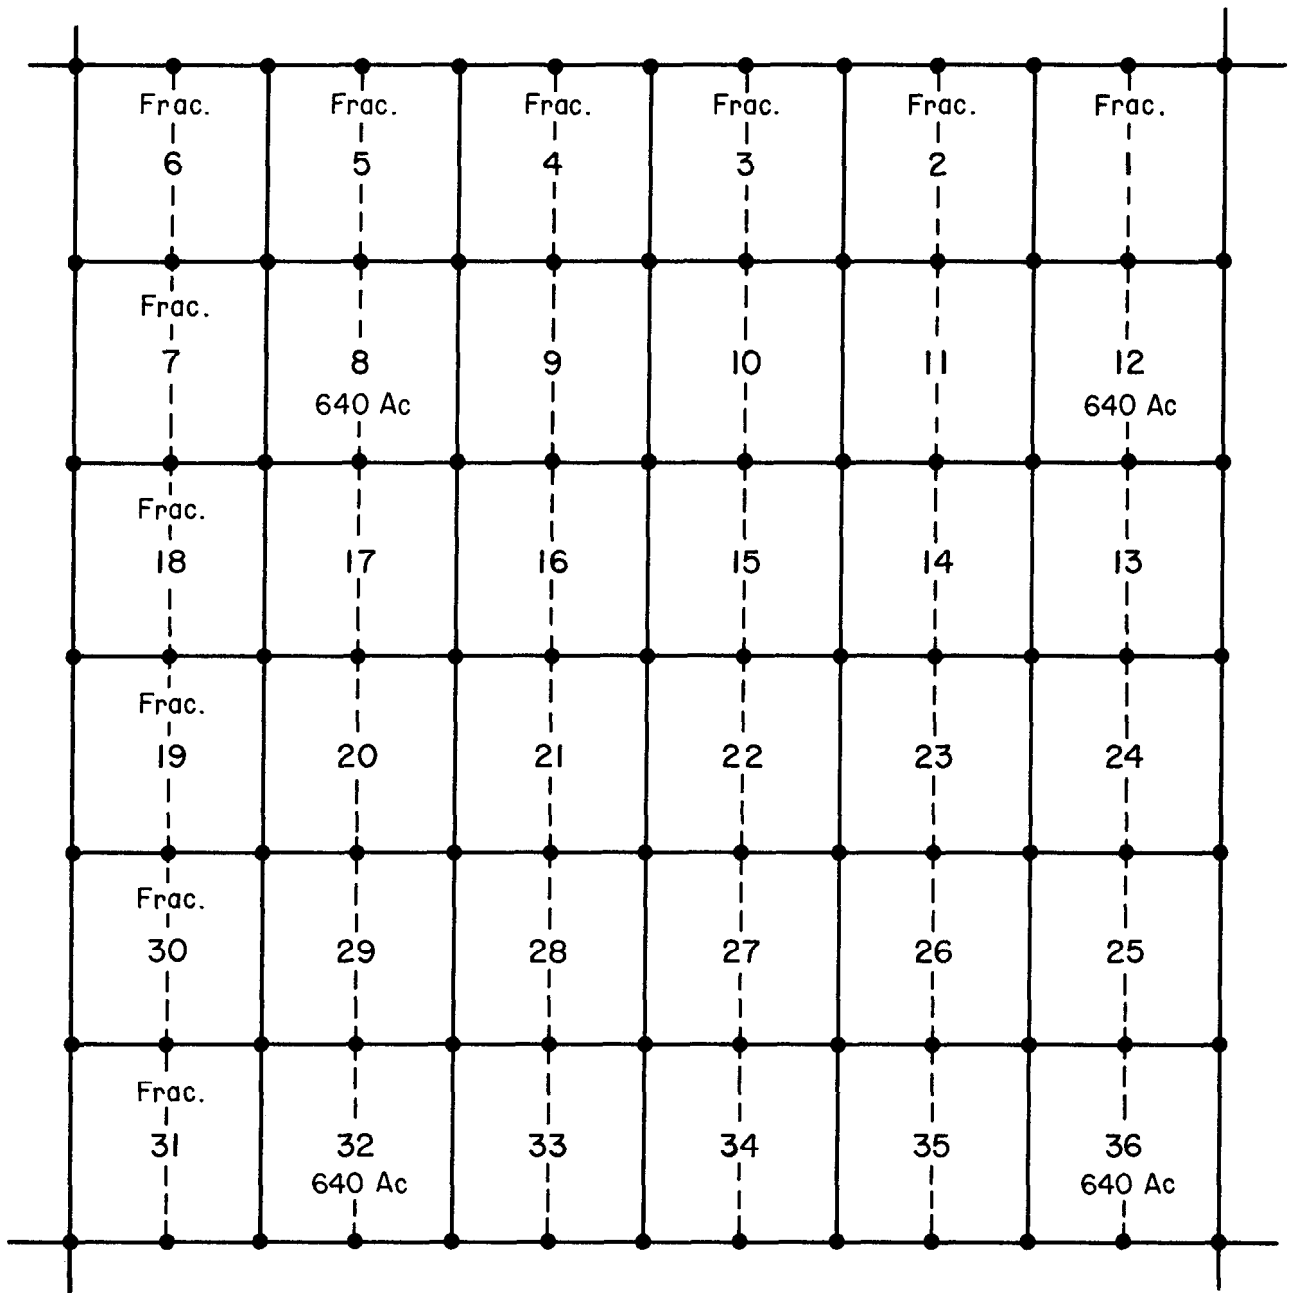 Frac. Frac. Frac. Frac. Frac. Frac.
6 5 4 3 2 1
Frac.
7 8 9 10 11 12
640 Ac 640 Ac
Frac.
18 17 16 15 14 13
Frac.
19 20 21 22 23 24
Frac.
30 29 28 27 26 25
Frac.
31 32 33 34 35 36
640 Ac 640 Ac